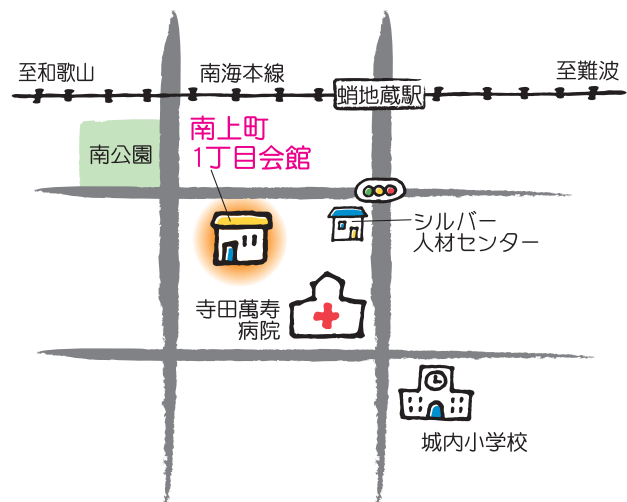 至和歌山
南海本線
至難波
蛸地蔵駅
南上町
1丁目会館
南公園
シルバー
人材センター
寺田萬寿
病院
城内小学校